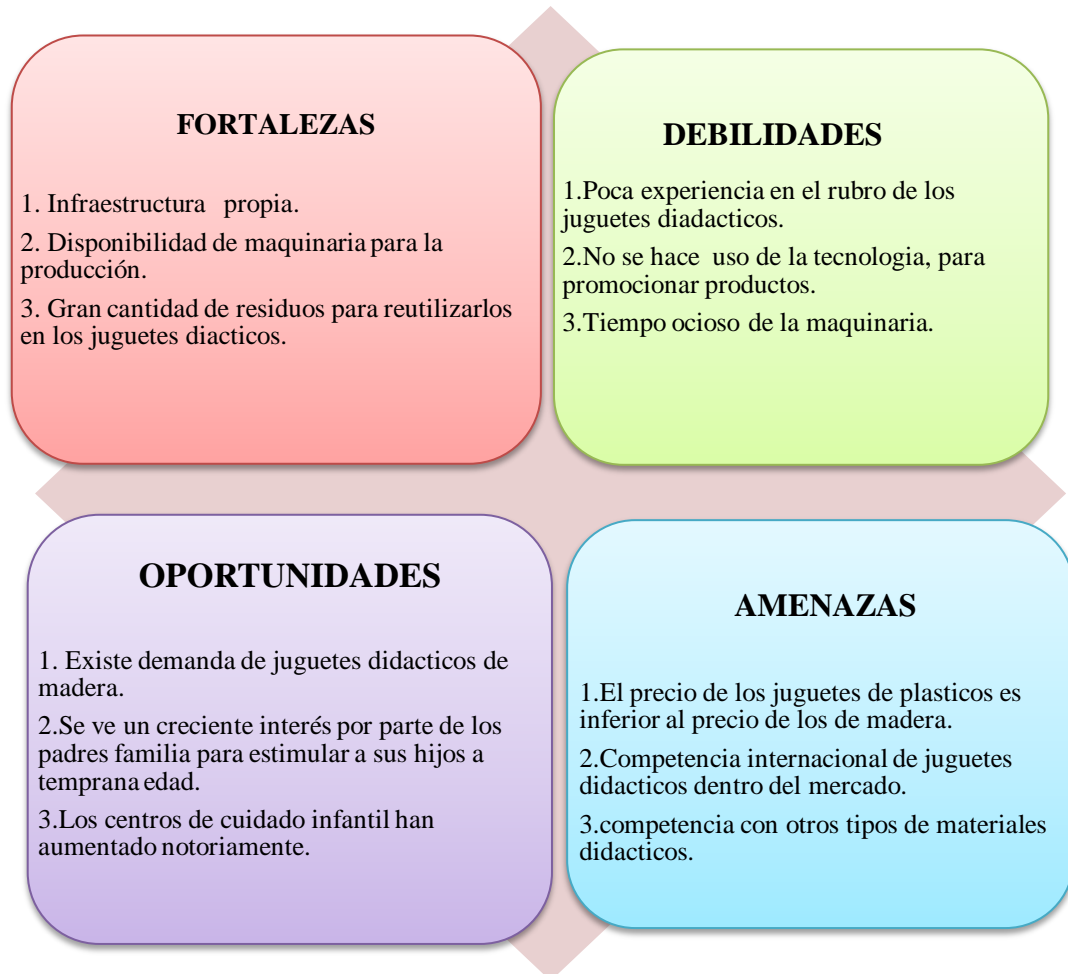 FORTALEZAS
1. Infraestructura propia.
2. Disponibilidad de maquinaria para la
producción.
3. Gran cantidad de residuos para reutilizarlos
en los juguetes diacticos.
DEBILIDADES
1.Poca experiencia en el rubro de los
juguetes diadacticos.
2.No se hace uso de la tecnologia, para
promocionar productos.
3.Tiempo ocioso de la maquinaria.
OPORTUNIDADES
1. Existe demanda de juguetes didacticos de
madera.
2.Se ve un creciente interés por parte de los
padres familia para estimular a sus hijos a
temprana edad.
3.Los centros de cuidado infantil han
aumentado notoriamente.
AMENAZAS
1.El precio de los juguetes de plasticos es
inferior al precio de los de madera.
2.Competencia internacional de juguetes
didacticos dentro del mercado.
3.competencia con otros tipos de materiales
didacticos.